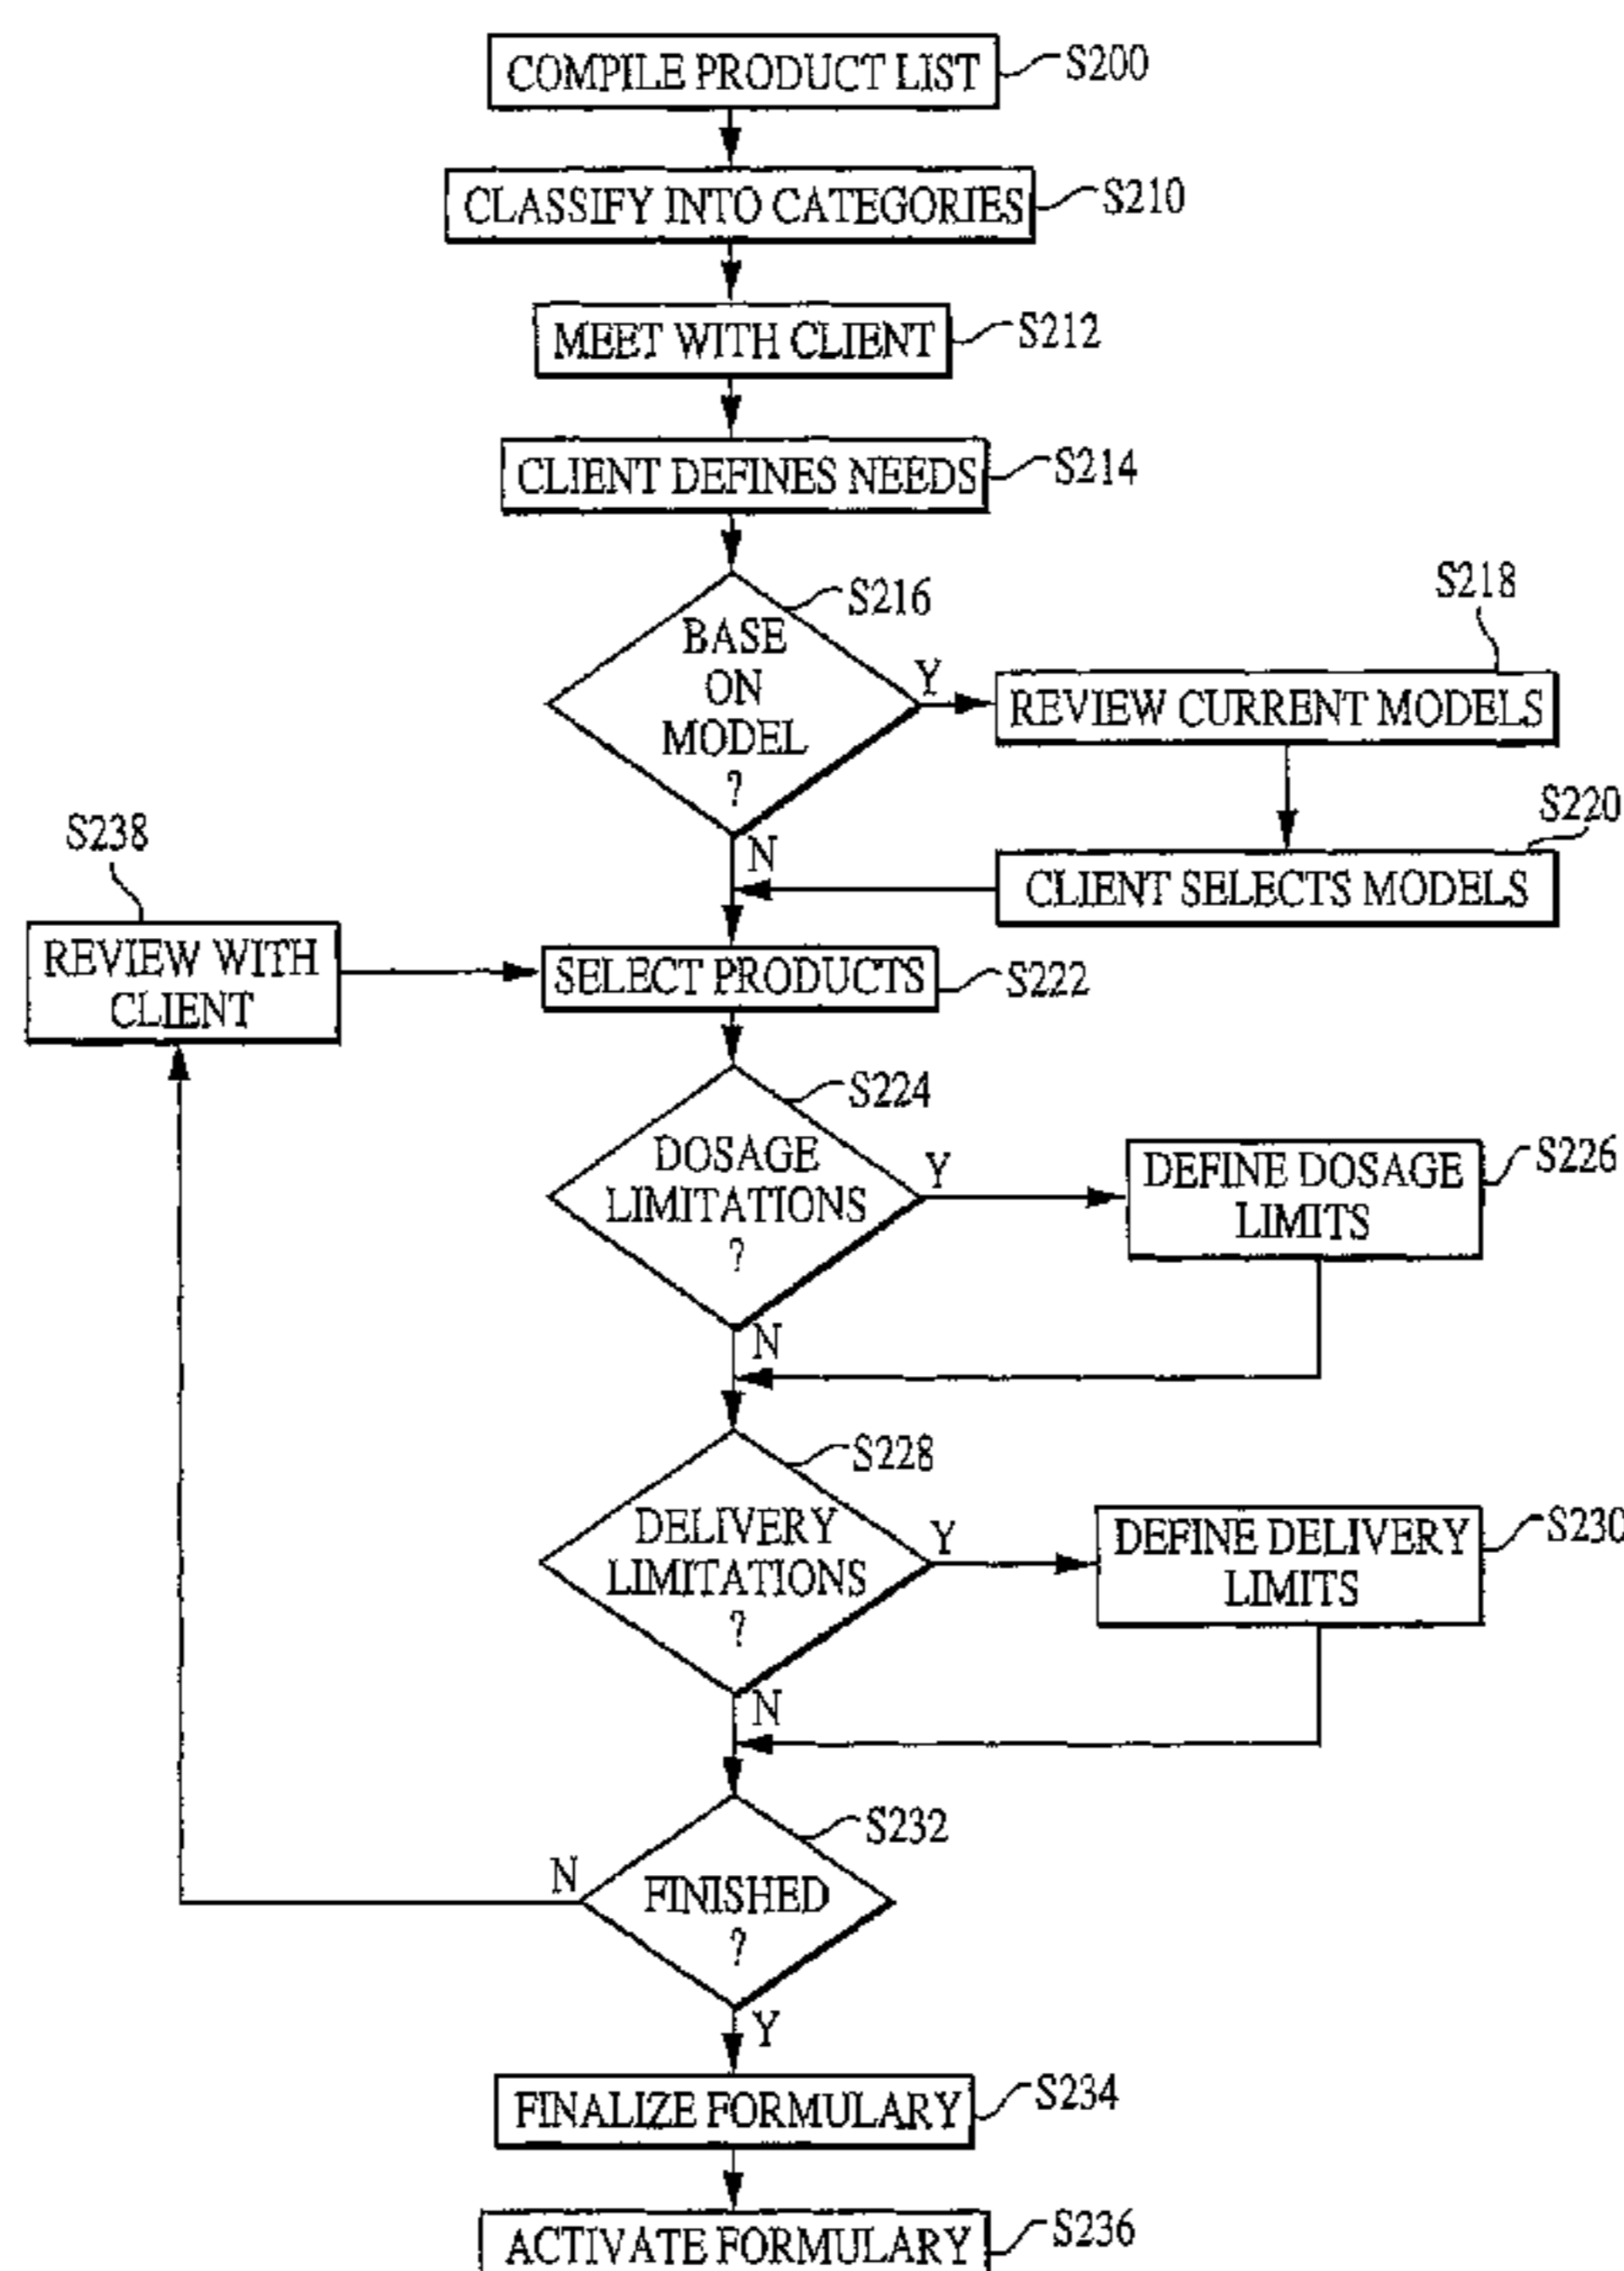 COMPILE PRODUCT LIST
S200
CLASSIFY INTO CATEGORIES
S210
MEET WITH CLIENT
S212
CLIENT DEFINES NEEDS
S214
S216
BASE
ON
MODEL
?
Y
N
S218
REVIEW CURRENT MODELS
S220
CLIENT SELECTS MODELS
S238
REVIEW WITH
CLIENT
SELECT PRODUCTS
S222
S224
DOSAGE
LIMITATIONS
?
Y
N
DEFINE DOSAGE
LIMITS
S226
S228
DELIVERY
LIMITATIONS
?
Y
N
DEFINE DELIVERY
LIMITS
S230
S232
FINISHED
?
N
Y
FINALIZE FORMULARY
S234
ACTIVATE FORMULARY
S236